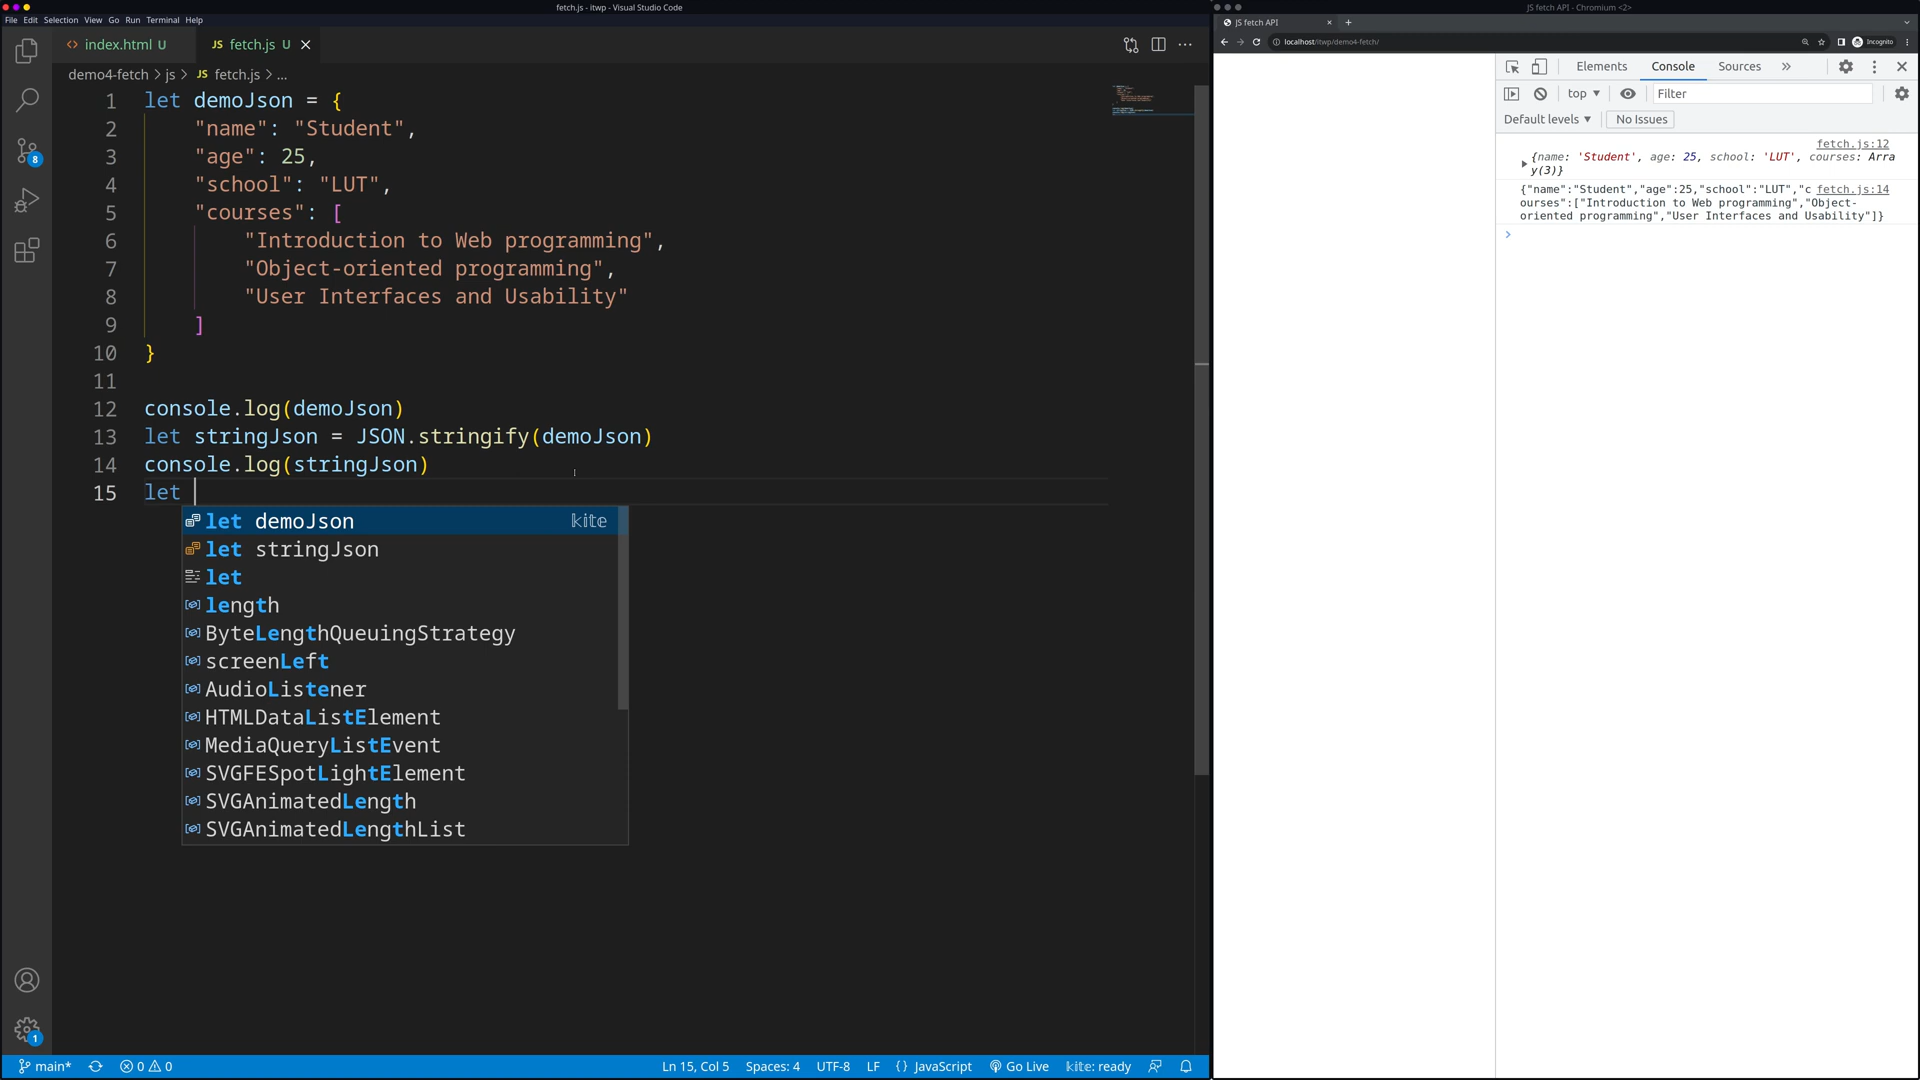 fetch.js - itwp - Visual Studio Code
File Edit Selection View Go Run Terminal Help
index.html U
JS fetch.js U
demo4-fetch > js > JS fetch.js > ...
1 let demoJson = {
2 "name": "Student",
3 "age": 25,
4 "school": "LUT",
5 "courses": [
6 "Introduction to Web programming",
7 "Object-oriented programming",
8 "User Interfaces and Usability"
9 ]
10 }
11
12 console.log(demoJson)
13 let stringJson = JSON.stringify(demoJson)
14 console.log(stringJson)
15 let
let demoJson kite
let stringJson
let
length
ByteLengthQueuingStrategy
screenLeft
AudioListener
HTMLDataListElement
MediaQueryListEvent
SVGFESpotLightElement
SVGAnimatedLength
SVGAnimatedLengthList
8
1
main* 0 0 Ln 15, Col 5 Spaces: 4 UTF-8 LF {} JavaScript Go Live kite: ready
JS fetch API - Chromium <2>
JS fetch API
localhost/itwp/demo4-fetch/
Incognito
Elements Console Sources »
top Filter
Default levels No Issues
fetch.js:12
{name: 'Student', age: 25, school: 'LUT', courses: Arra
y(3)}
{"name":"Student","age":25,"school":"LUT","c fetch.js:14
ourses":["Introduction to Web programming","Object-
oriented programming","User Interfaces and Usability"]}